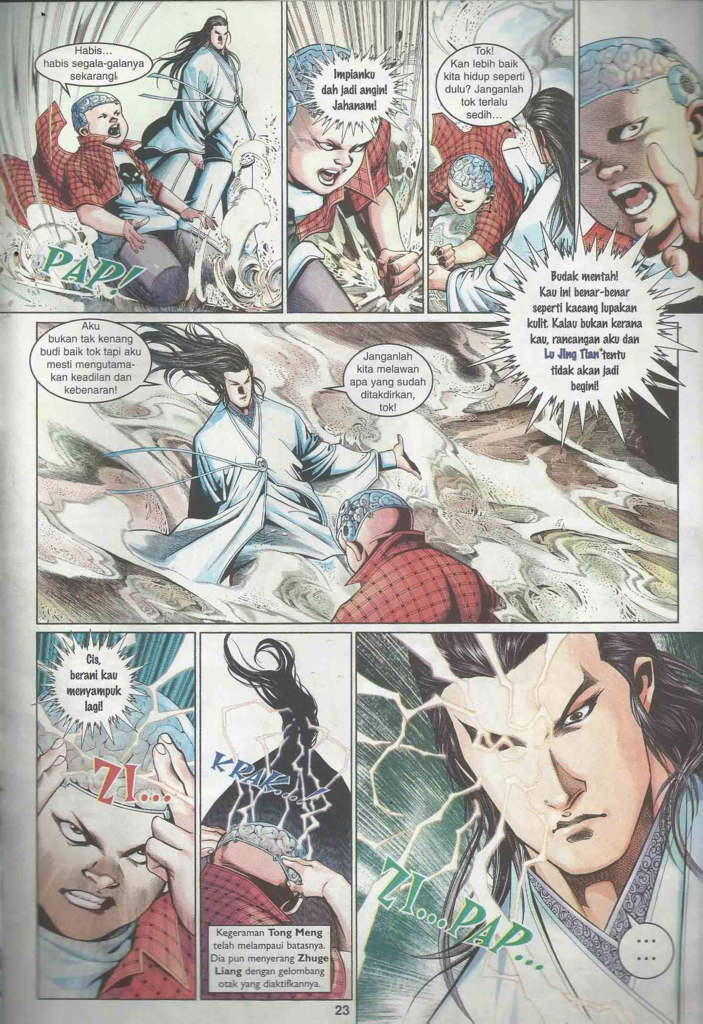 Habis...
habis segala-galanya
sekarang!
PAP!
Impianku
dah jadi angin!
Jahanam!
Tok!
Kan lebih baik
kita hidup seperti
dulu? Janganlah
tok terlalu
sedih...
Budak mentah!
Kau ini benar-benar
seperti kacang lupakan
kulit. Kalau bukan kerana
kau, rancangan aku dan
Lu Jing Tian tentu
tidak akan jadi
begini!
Aku
bukan tak kenang
budi baik tok tapi aku
mesti mengutama-
kan keadilan dan
kebenaran!
Janganlah
kita melawan
apa yang sudah
ditakdirkan,
tok!
Cis,
berani kau
menyampuk
lagi!
ZI...
KRAK...!
Kegeraman Tong Meng
telah melampaui batasnya.
Dia pun menyerang Zhuge
Liang dengan gelombang
otak yang diaktifkannya.
ZI...PAP...
...
...
23